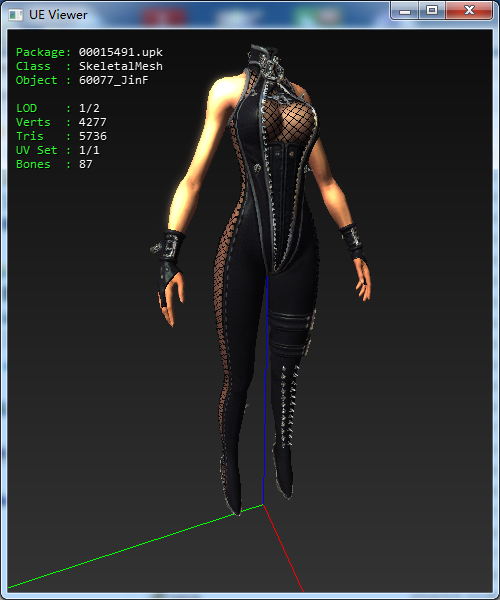 UE Viewer
Package: 00015491.upk
Class : SkeletalMesh
Object : 60077_JinF
LOD : 1/2
Verts : 4277
Tris : 5736
UV Set : 1/1
Bones : 87